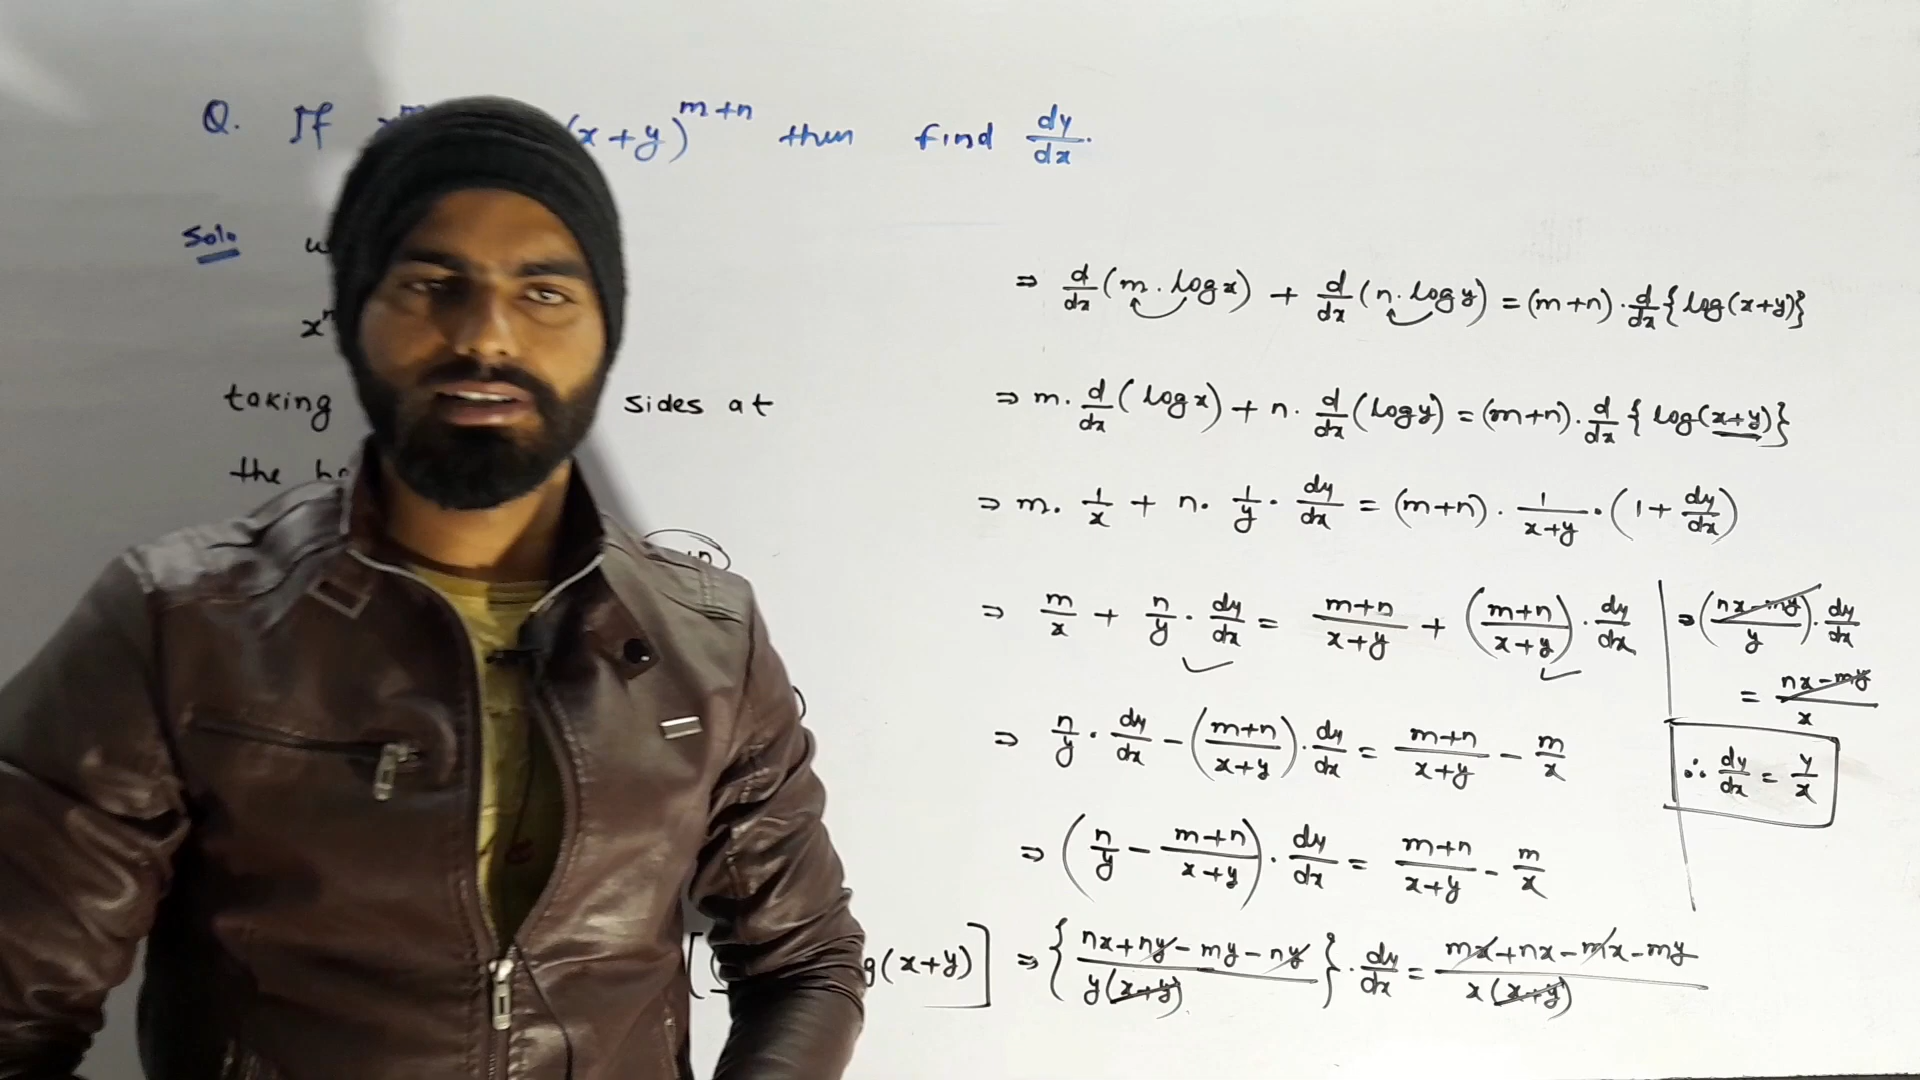 Q. If (x+y)^{m+n} then find dy/dx.
Solo
taking sides at
the
g(x+y)]
⇒ d/dx (m . log x) + d/dx (n . log y) = (m+n) . d/dx {log(x+y)}
⇒ m. d/dx (log x) + n. d/dx (log y) = (m+n) . d/dx {log(x+y)}
⇒ m. 1/x + n. 1/y . dy/dx = (m+n) . 1/(x+y) . (1 + dy/dx)
⇒ m/x + n/y . dy/dx = (m+n)/(x+y) + ((m+n)/(x+y)) . dy/dx
⇒ n/y . dy/dx - ((m+n)/(x+y)) . dy/dx = (m+n)/(x+y) - m/x
⇒ (n/y - (m+n)/(x+y)) . dy/dx = (m+n)/(x+y) - m/x
⇒ {(nx+ny-my-ny)/(y(x+y))} . dy/dx = (mx+nx-mx-my)/(x(x+y))
⇒ ((nx-my)/y) . dy/dx
= (nx-my)/x
∴ dy/dx = y/x